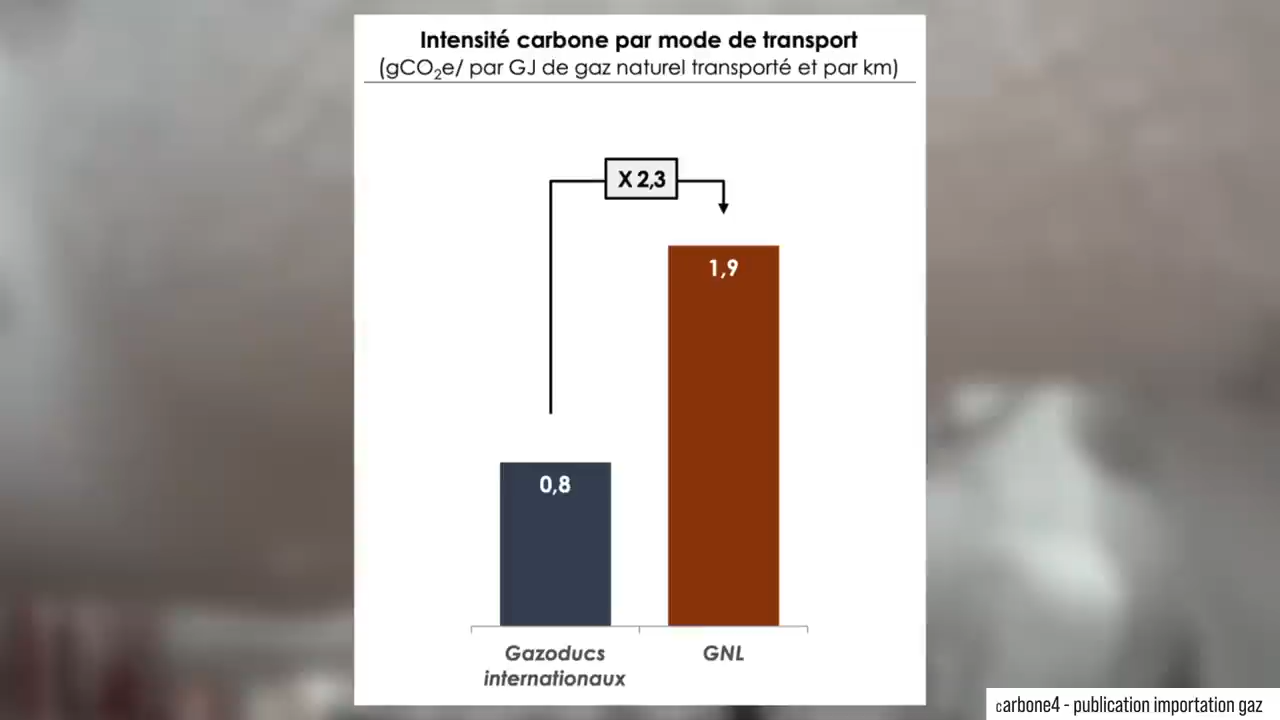 Intensité carbone par mode de transport
(gCO₂e/ par GJ de gaz naturel transporté et par km)
X 2,3
1,9
0,8
Gazoducs
internationaux
GNL
carbone4 - publication importation gaz